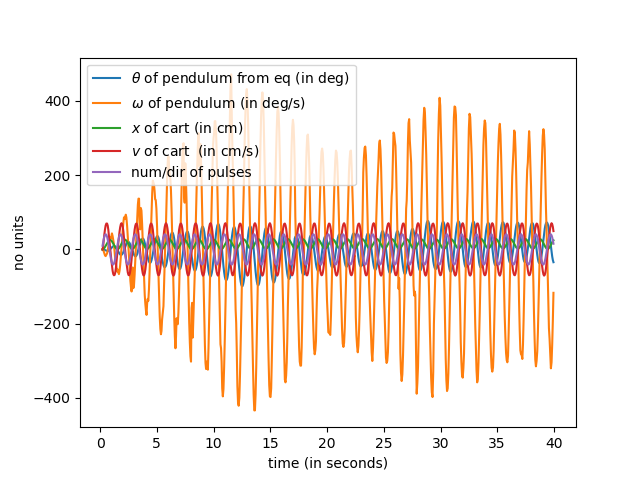 θ of pendulum from eq (in deg)
ω of pendulum (in deg/s)
x of cart (in cm)
v of cart  (in cm/s)
num/dir of pulses
400
200
0
−200
−400
no units
0 5 10 15 20 25 30 35 40
time (in seconds)